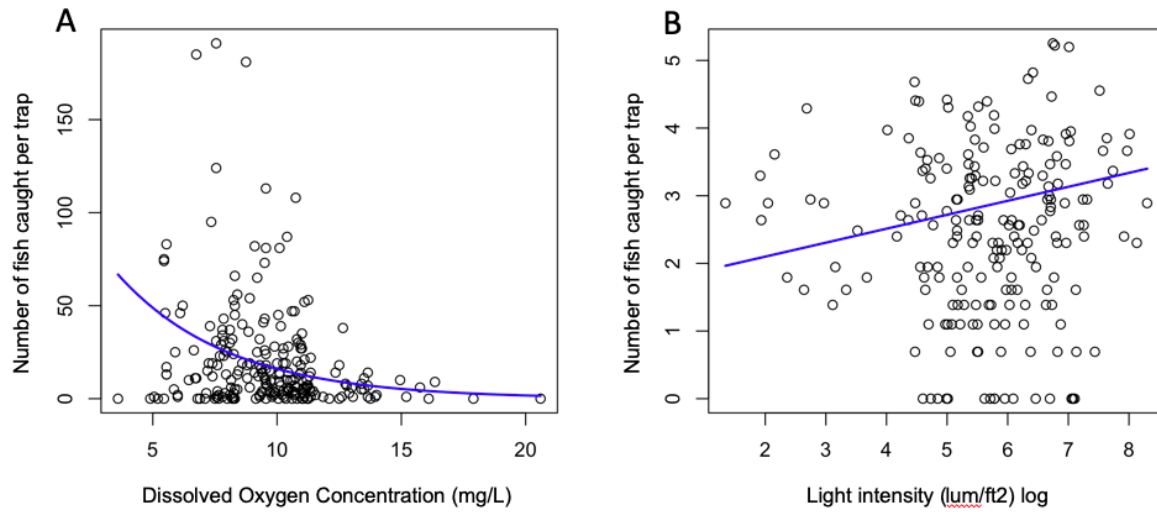 A
Number of fish caught per trap
150
100
50
0
5 10 15 20
Dissolved Oxygen Concentration (mg/L)
B
Number of fish caught per trap
5
4
3
2
1
0
2 3 4 5 6 7 8
Light intensity (lum/ft2) log